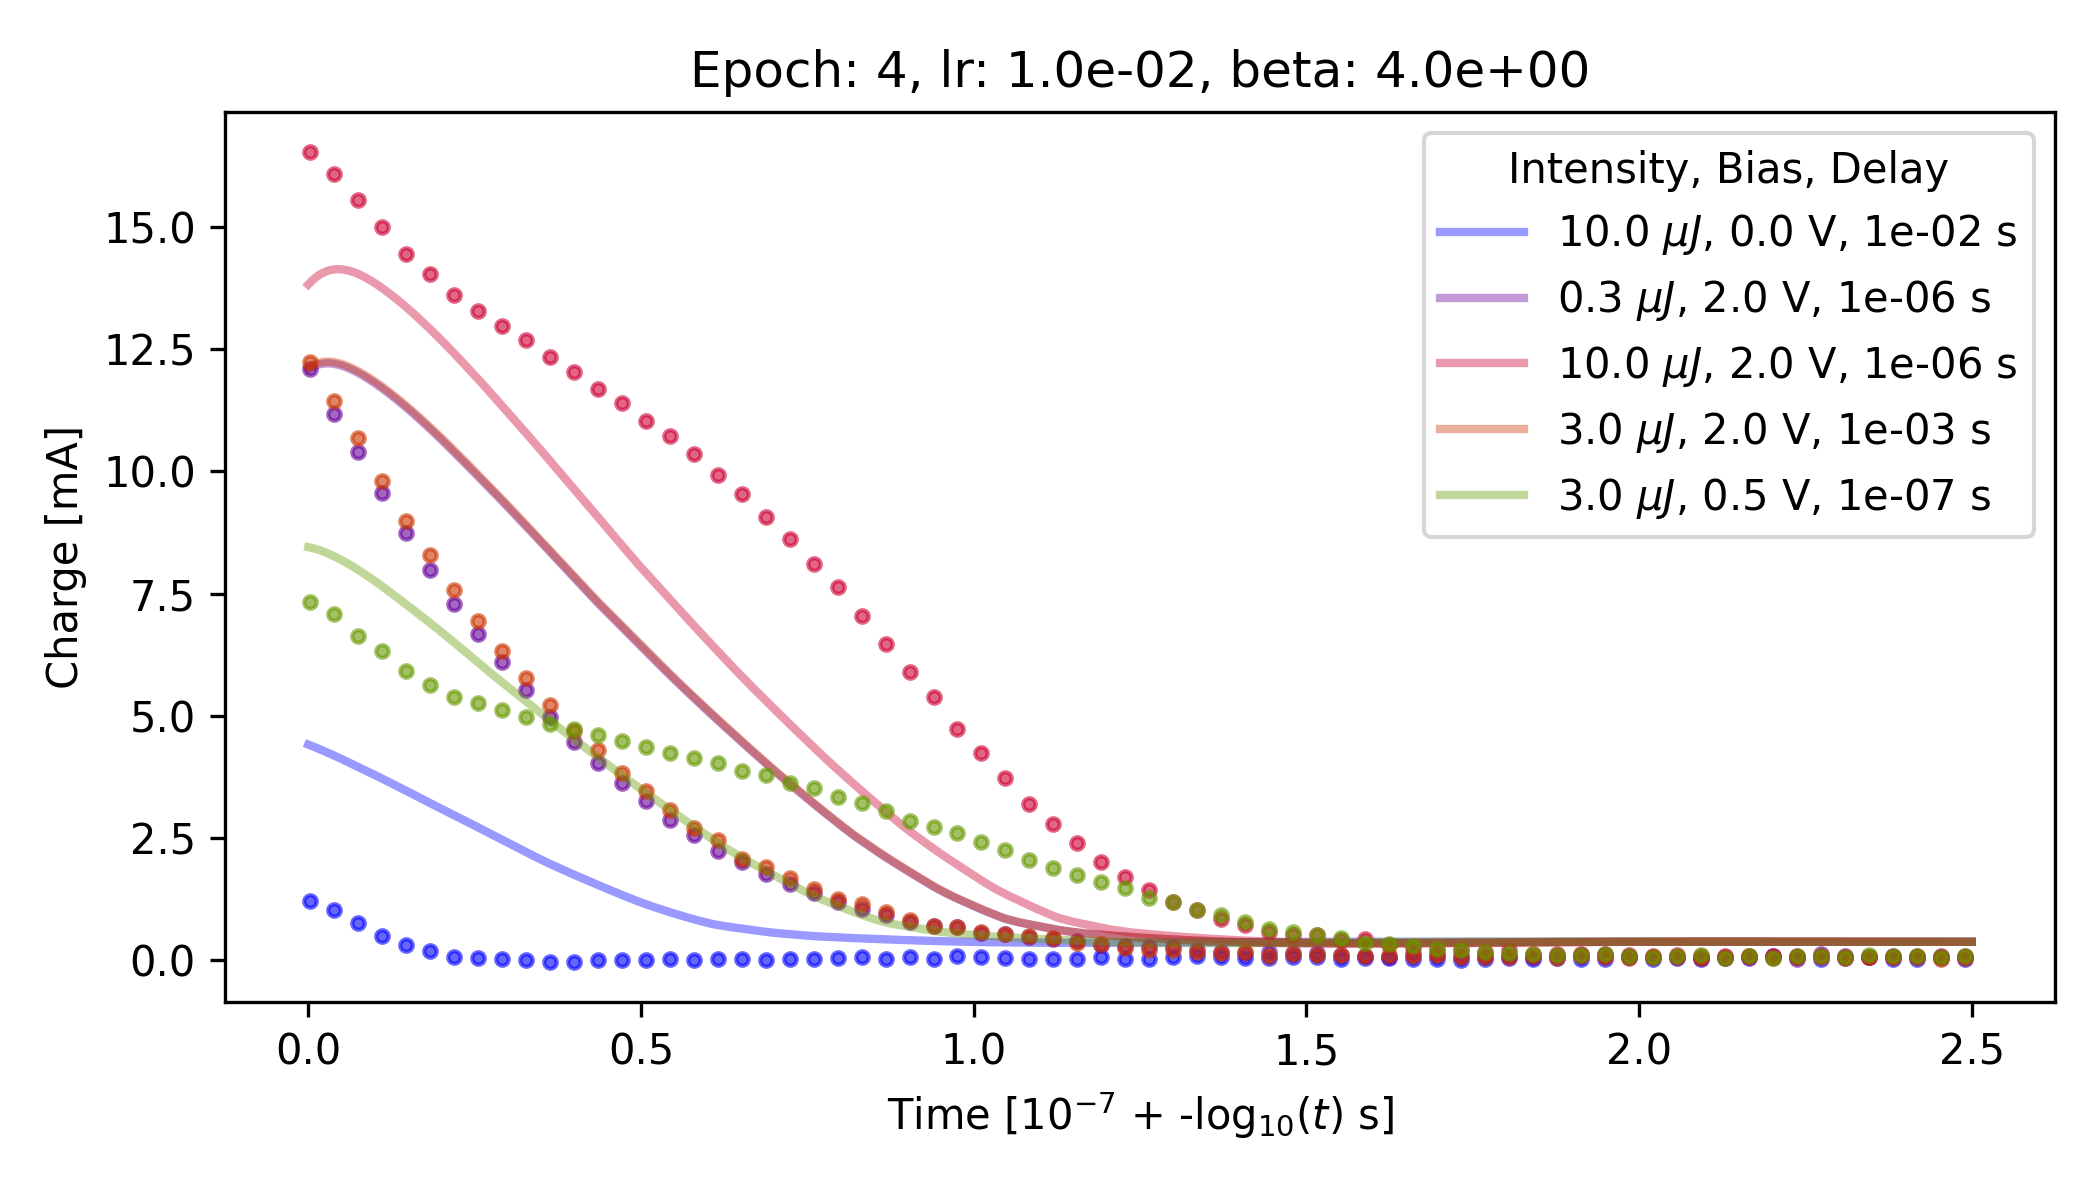 Epoch: 4, lr: 1.0e-02, beta: 4.0e+00
Charge [mA]
15.0
12.5
10.0
7.5
5.0
2.5
0.0
Intensity, Bias, Delay
10.0 μJ, 0.0 V, 1e-02 s
0.3 μJ, 2.0 V, 1e-06 s
10.0 μJ, 2.0 V, 1e-06 s
3.0 μJ, 2.0 V, 1e-03 s
3.0 μJ, 0.5 V, 1e-07 s
0.0 0.5 1.0 1.5 2.0 2.5
Time [10⁻⁷ + -log₁₀(t) s]